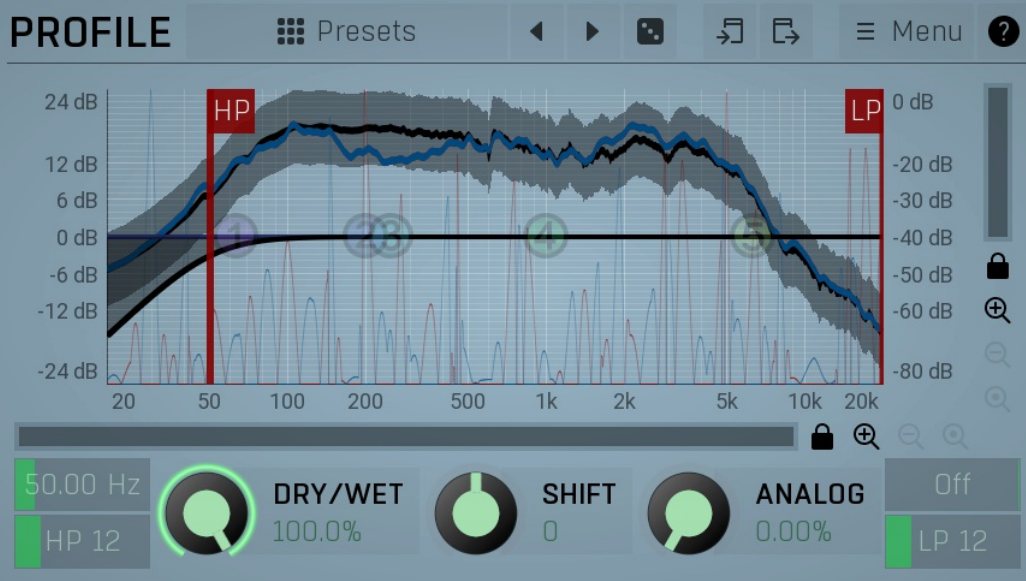 PROFILE Presets Menu ?
24 dB HP LP 0 dB
12 dB -20 dB
6 dB -30 dB
0 dB 1 2 3 4 5 -40 dB
-6 dB -50 dB
-12 dB -60 dB
-24 dB -80 dB
20 50 100 200 500 1k 2k 5k 10k 20k
50.00 Hz DRY/WET SHIFT ANALOG Off
HP 12 100.0% 0 0.00% LP 12